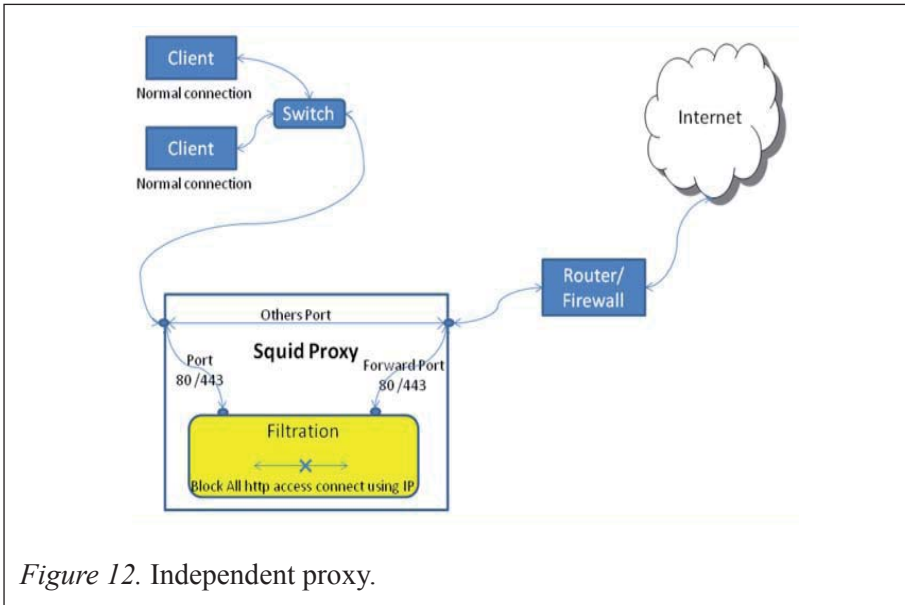 Client
Normal connection
Switch
Client
Normal connection
Internet
Router/
Firewall
Others Port
Squid Proxy
Port
80 /443
Forward Port
80 /443
Filtration
Block All http access connect using IP
Figure 12. Independent proxy.